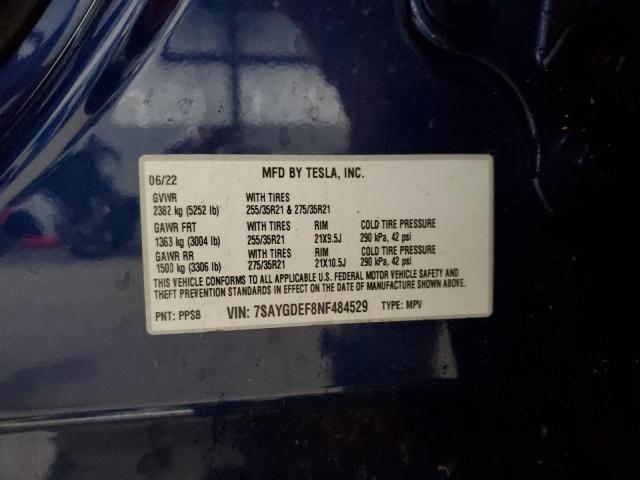 06/22 MFD BY TESLA, INC.
GVWR WITH TIRES
2382 kg (5252 lb) 255/35R21 & 275/35R21
GAWR FRT WITH TIRES RIM COLD TIRE PRESSURE
1363 kg (3004 lb) 255/35R21 21X9.5J 290 kPa, 42 psi
GAWR RR WITH TIRES RIM COLD TIRE PRESSURE
1500 kg (3306 lb) 275/35R21 21X10.5J 290 kPa, 42 psi
THIS VEHICLE CONFORMS TO ALL APPLICABLE U.S. FEDERAL MOTOR VEHICLE SAFETY AND
THEFT PREVENTION STANDARDS IN EFFECT ON THE DATE OF MANUFACTURE SHOWN ABOVE.
PNT: PPSB VIN: 7SAYGDEF8NF484529 TYPE: MPV